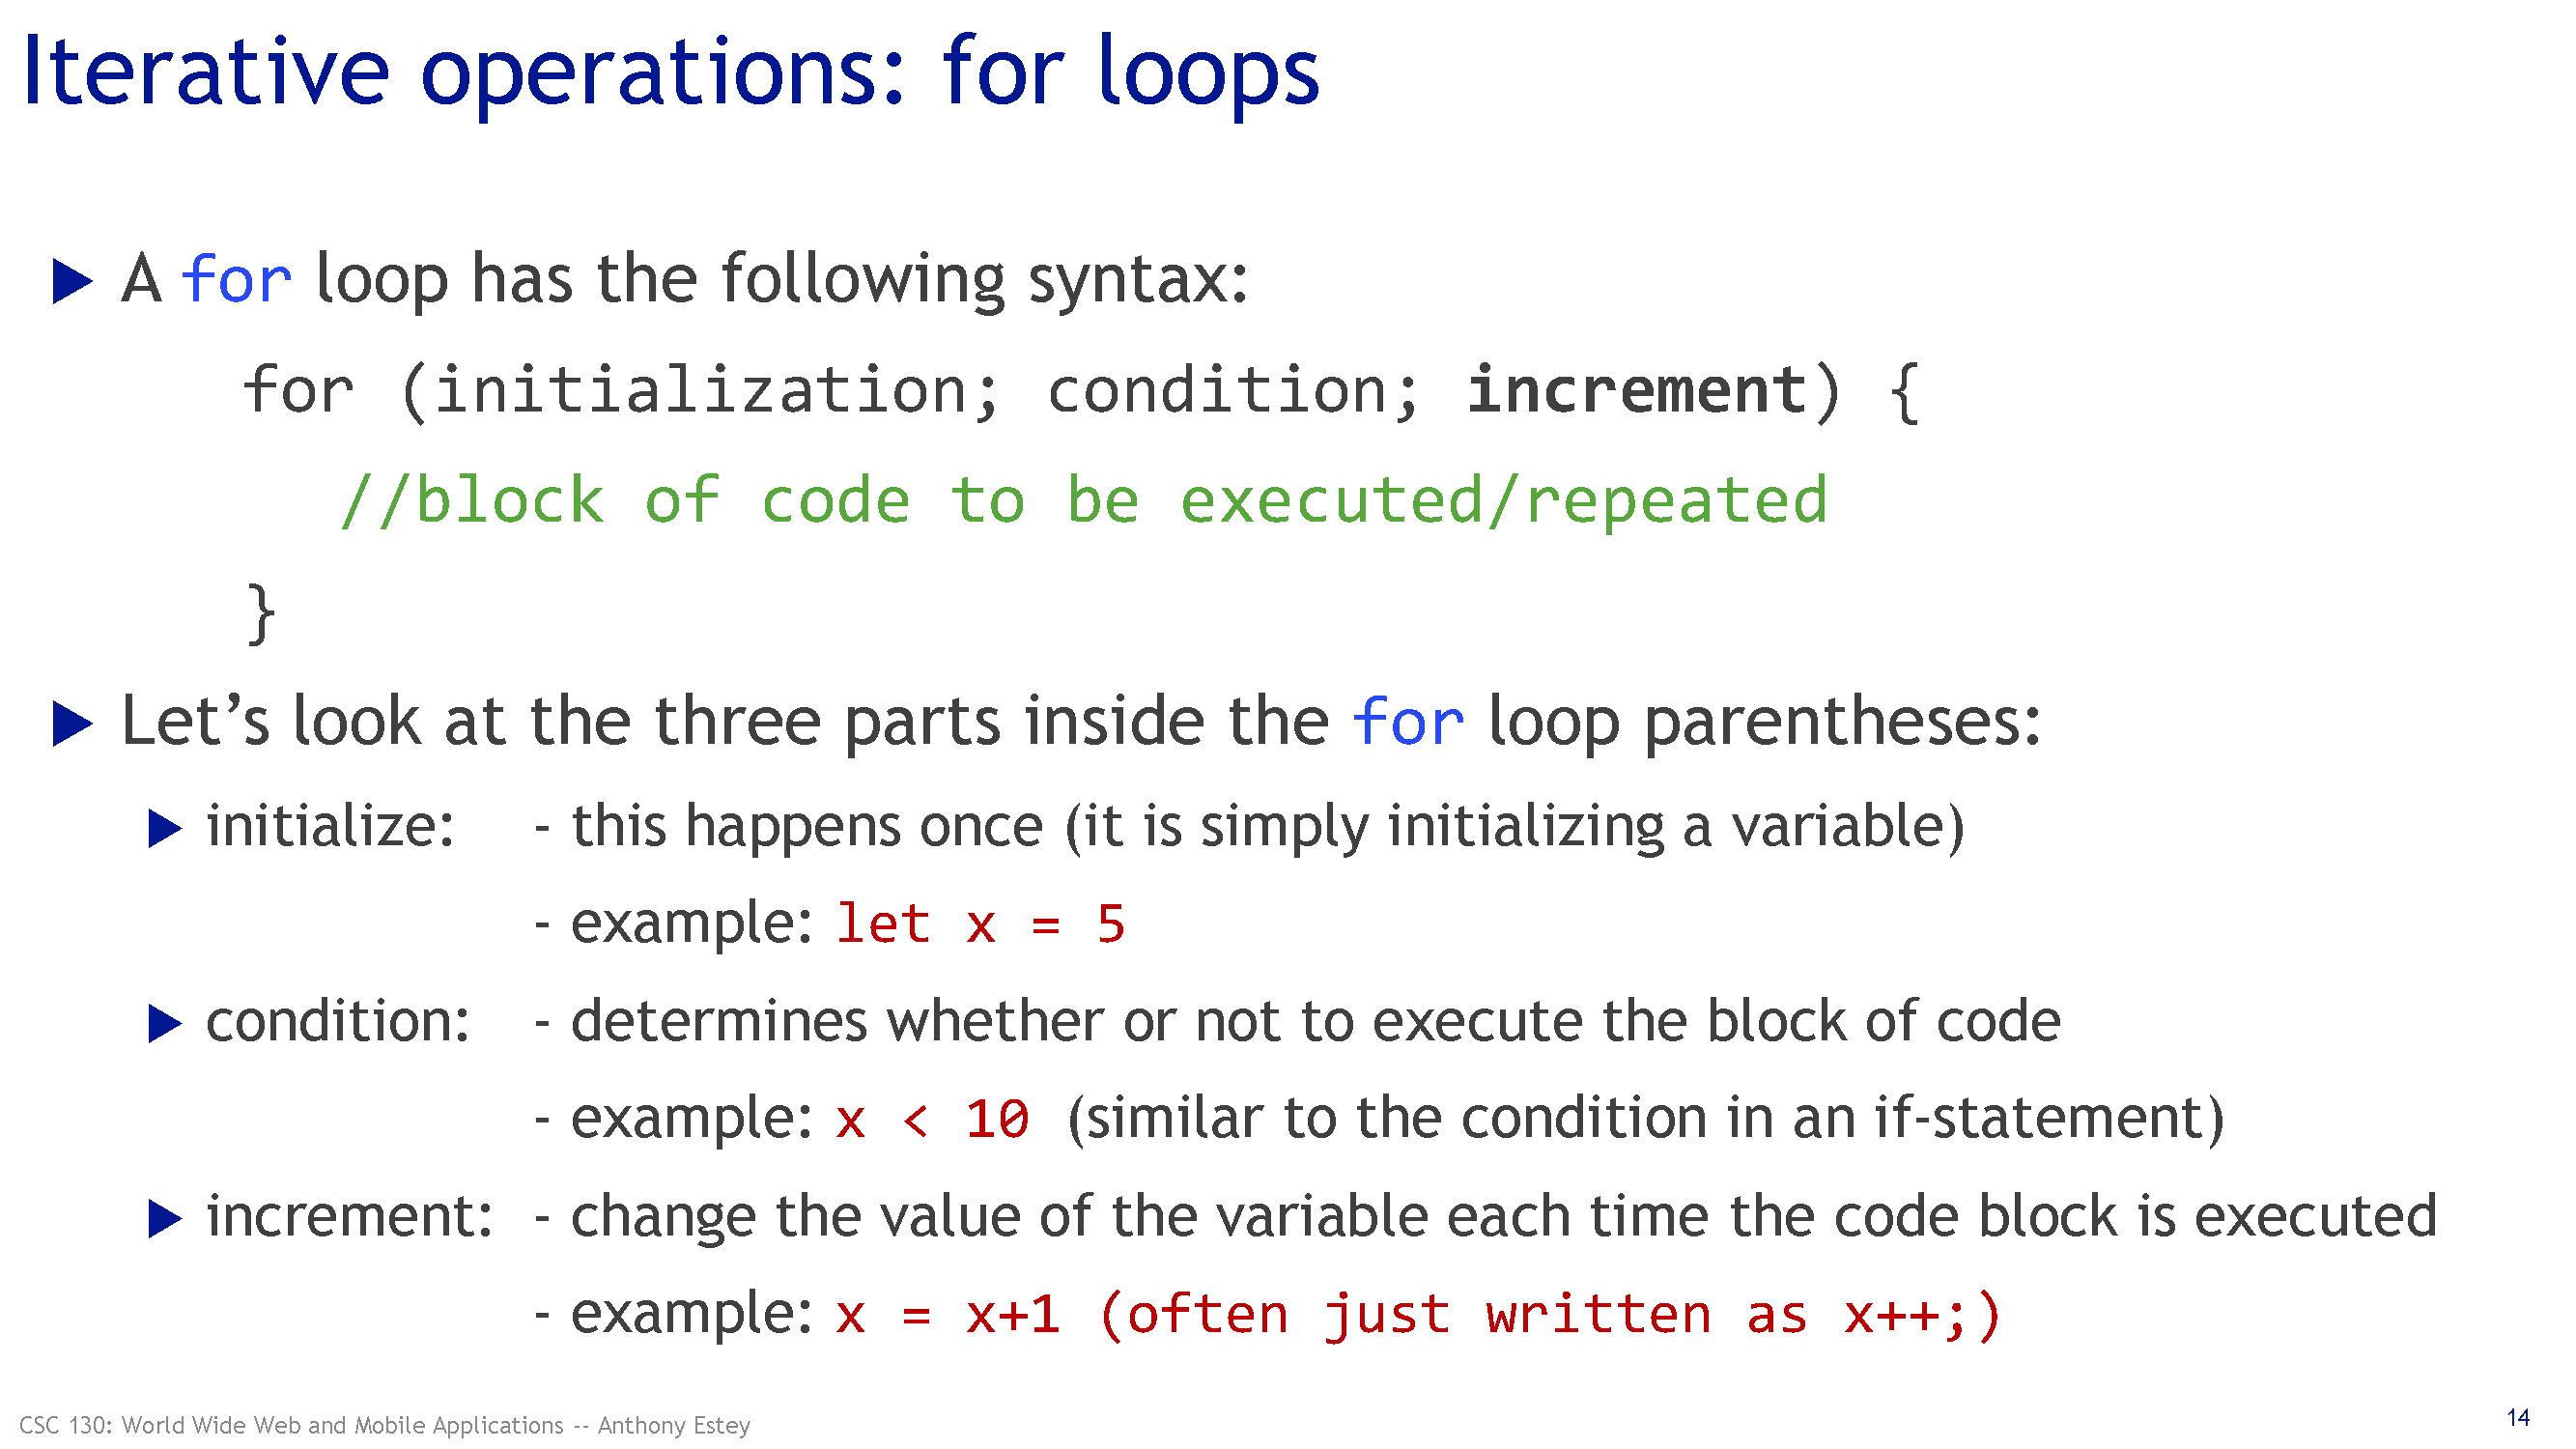 Iterative operations: for loops
A for loop has the following syntax:
for (initialization; condition; increment) {
//block of code to be executed/repeated
}
Let’s look at the three parts inside the for loop parentheses:
initialize: - this happens once (it is simply initializing a variable)
- example: let x = 5
condition: - determines whether or not to execute the block of code
- example: x < 10 (similar to the condition in an if-statement)
increment: - change the value of the variable each time the code block is executed
- example: x = x+1 (often just written as x++;)
CSC 130: World Wide Web and Mobile Applications -- Anthony Estey
14